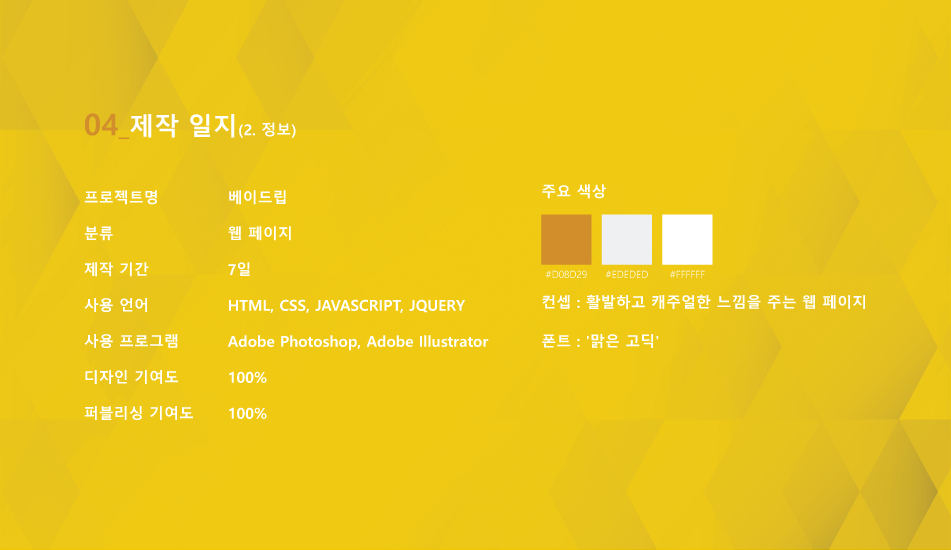 04_제작 일지(2. 정보)
프로젝트명 베이드립
분류 웹 페이지
제작 기간 7일
사용 언어 HTML, CSS, JAVASCRIPT, JQUERY
사용 프로그램 Adobe Photoshop, Adobe Illustrator
디자인 기여도 100%
퍼블리싱 기여도 100%
주요 색상
#D08D29 #EDEDED #FFFFFF
컨셉 : 활발하고 캐주얼한 느낌을 주는 웹 페이지
폰트 : '맑은 고딕'